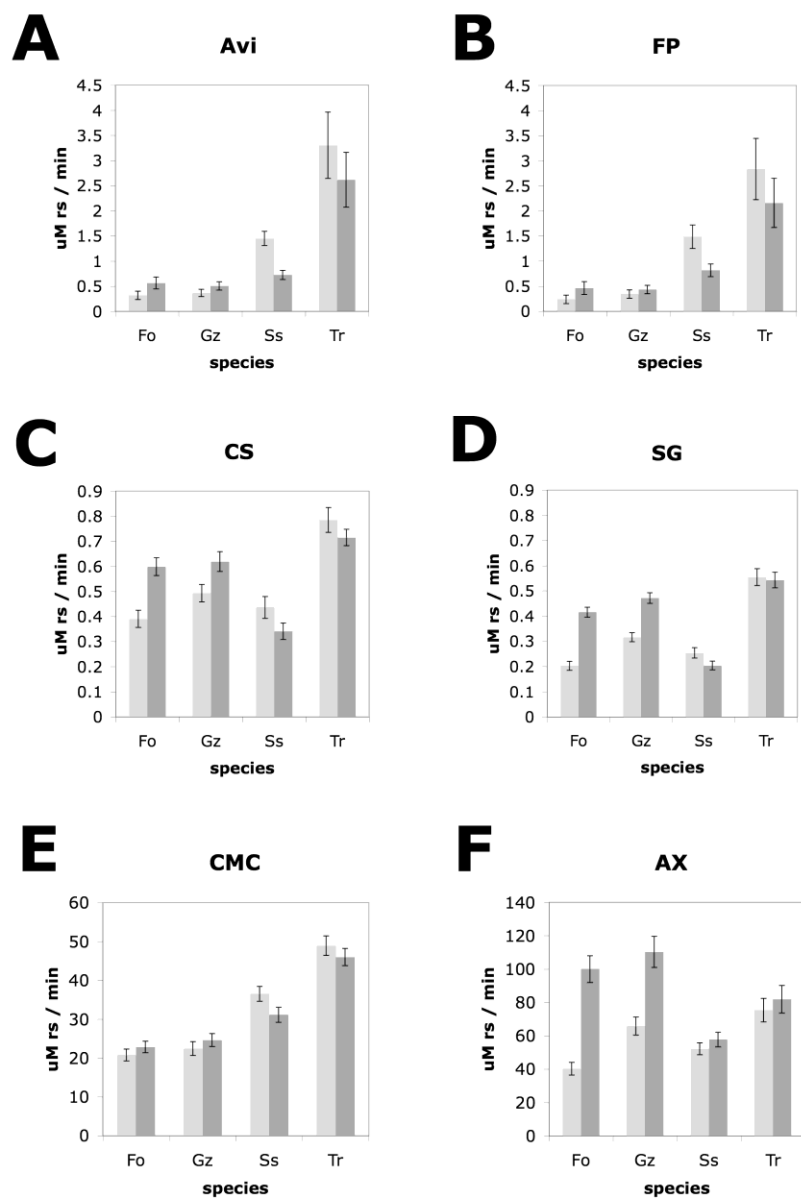 A
Avi
4.5
4
3.5
3
2.5
2
1.5
1
0.5
0
uM rs / min
Fo Gz Ss Tr
species
B
FP
4.5
4
3.5
3
2.5
2
1.5
1
0.5
0
uM rs / min
Fo Gz Ss Tr
species
C
CS
0.9
0.8
0.7
0.6
0.5
0.4
0.3
0.2
0.1
0
uM rs / min
Fo Gz Ss Tr
species
D
SG
0.9
0.8
0.7
0.6
0.5
0.4
0.3
0.2
0.1
0
uM rs / min
Fo Gz Ss Tr
species
E
CMC
60
50
40
30
20
10
0
uM rs / min
Fo Gz Ss Tr
species
F
AX
140
120
100
80
60
40
20
0
uM rs / min
Fo Gz Ss Tr
species